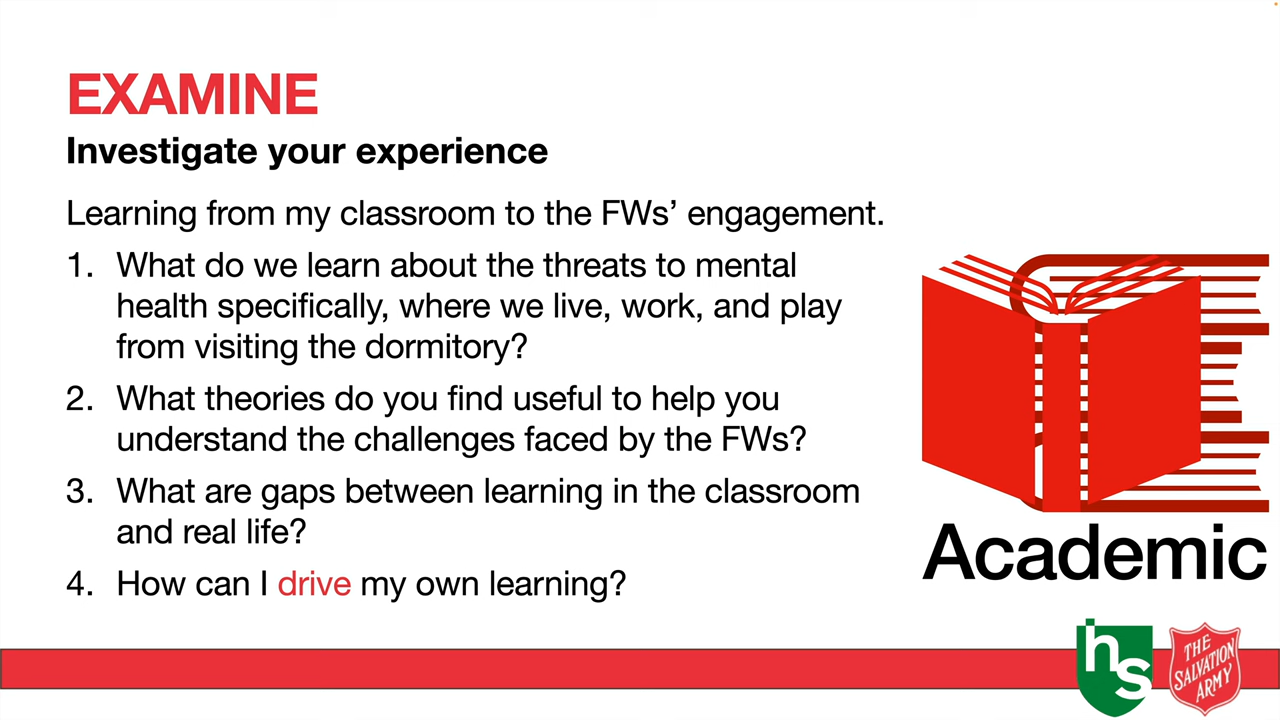 EXAMINE
Investigate your experience
Learning from my classroom to the FWs’ engagement.
1. What do we learn about the threats to mental
health specifically, where we live, work, and play
from visiting the dormitory?
2. What theories do you find useful to help you
understand the challenges faced by the FWs?
3. What are gaps between learning in the classroom
and real life?
4. How can I drive my own learning?
Academic
hs
THE
SALVATION
ARMY